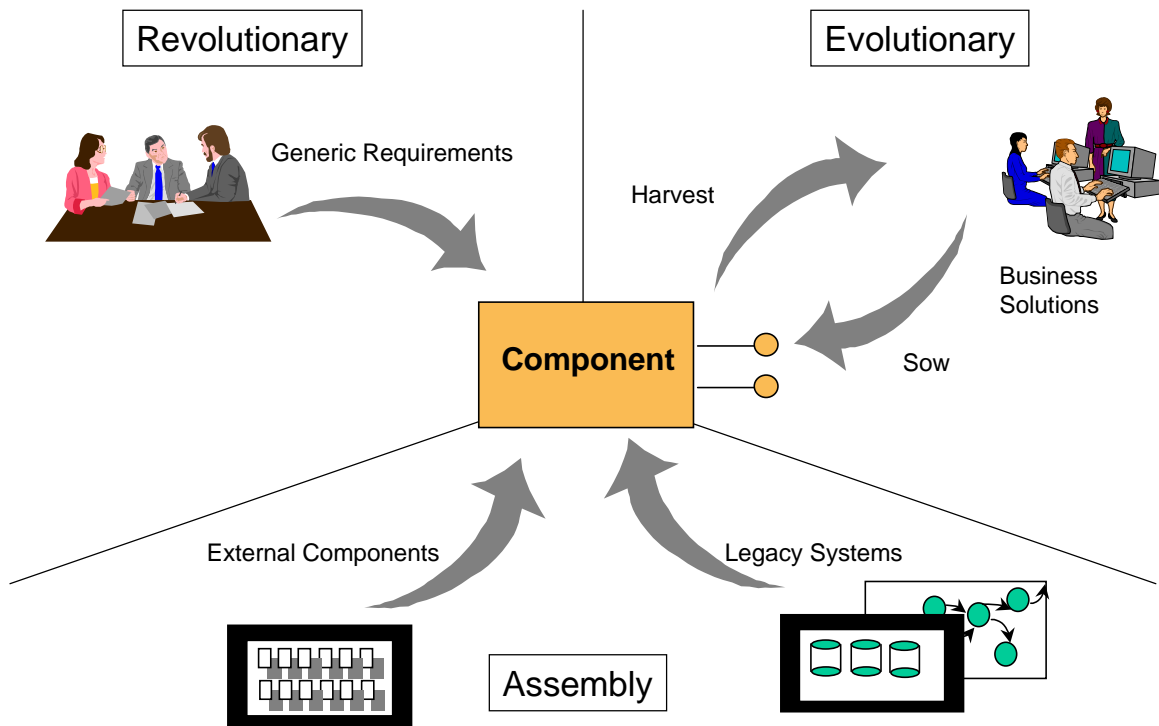 Revolutionary
Evolutionary
Generic Requirements
Harvest
Business
Solutions
Component
Sow
External Components
Legacy Systems
Assembly